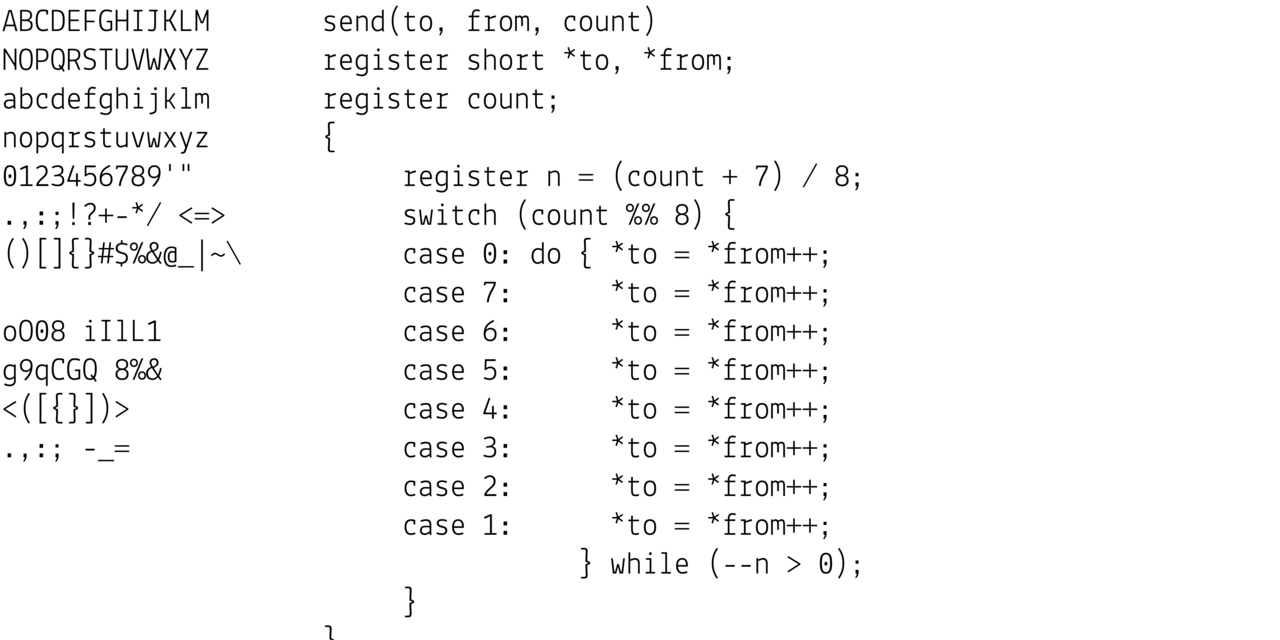 ABCDEFGHIJKLM
NOPQRSTUVWXYZ
abcdefghijklm
nopqrstuvwxyz
0123456789'"
.,:;!?+-*/ <=>
()[]{}#$%&@_|~\
oO08 iIlL1
g9qCGQ 8%&
<([{}])>
.,:; -_=
send(to, from, count)
register short *to, *from;
register count;
{
     register n = (count + 7) / 8;
     switch (count %% 8) {
     case 0: do { *to = *from++;
     case 7:      *to = *from++;
     case 6:      *to = *from++;
     case 5:      *to = *from++;
     case 4:      *to = *from++;
     case 3:      *to = *from++;
     case 2:      *to = *from++;
     case 1:      *to = *from++;
                } while (--n > 0);
     }
}